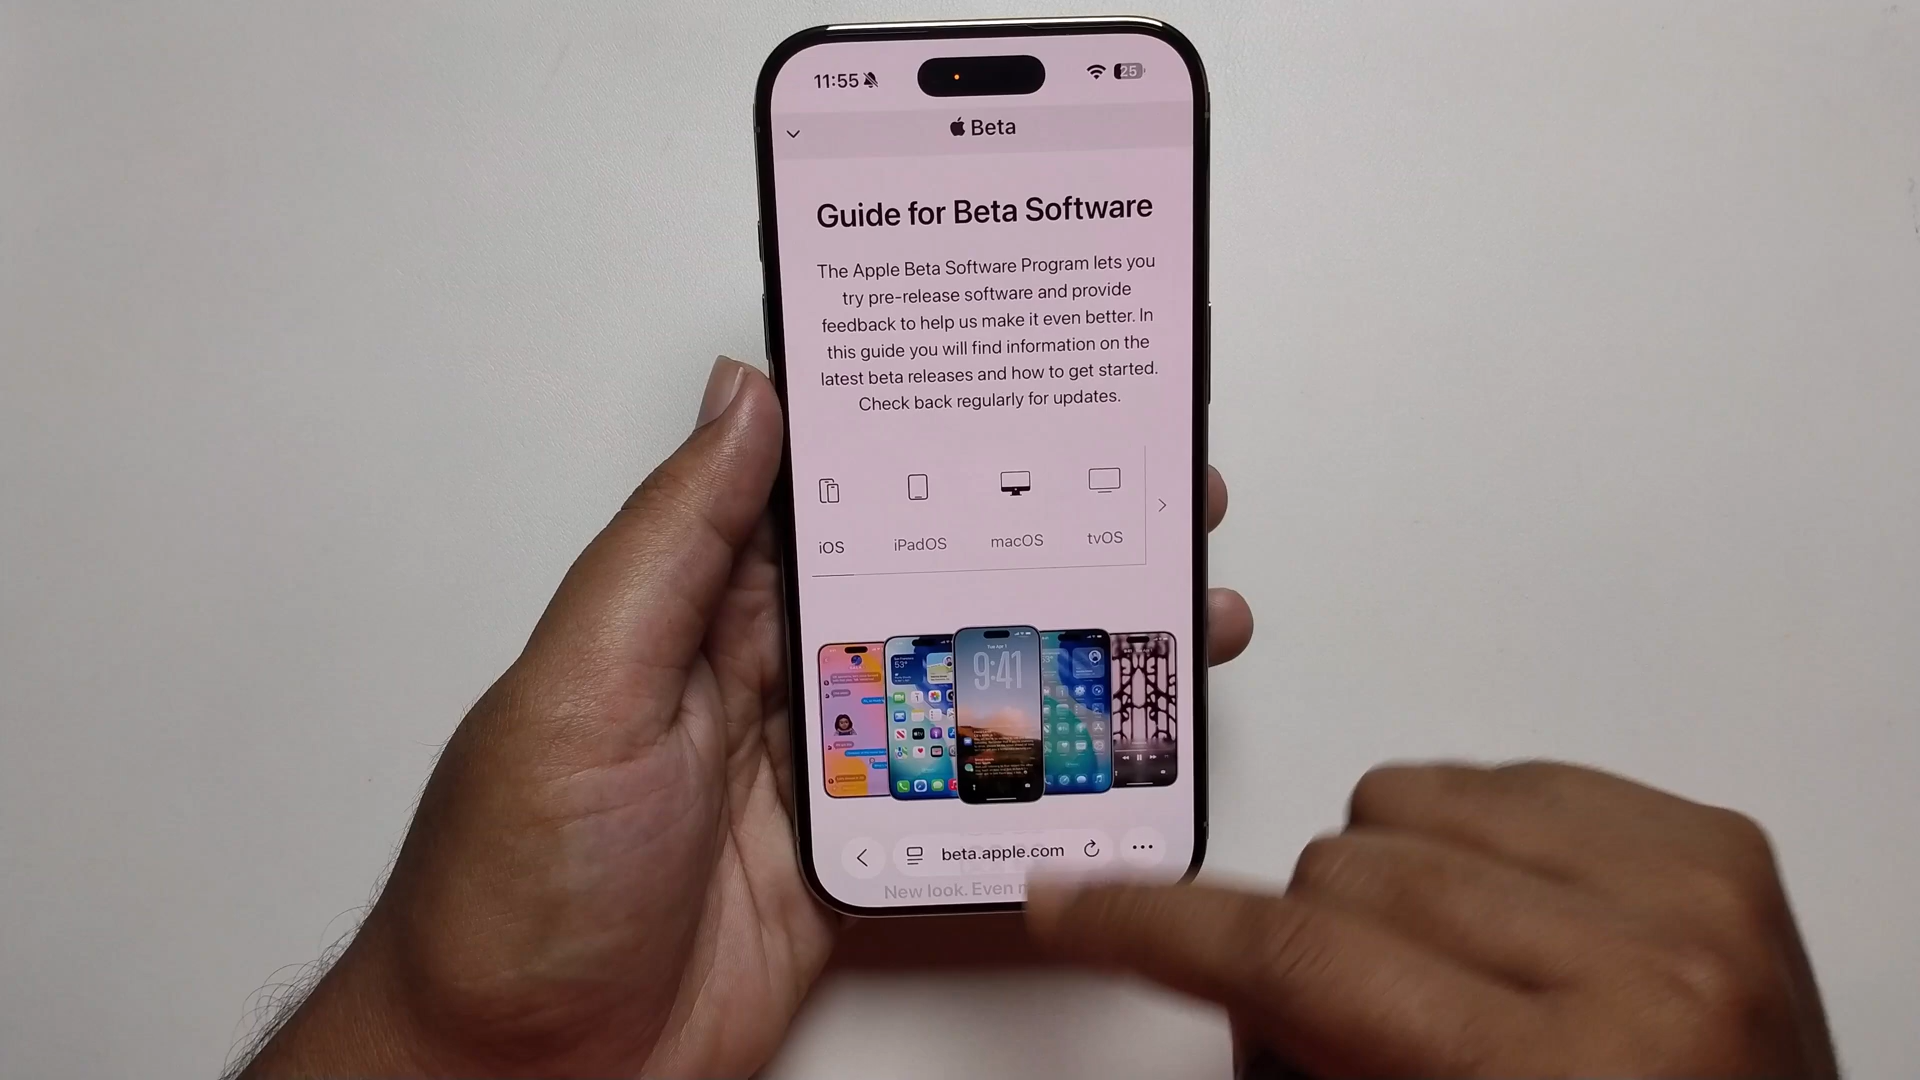 11:55
25
Beta
Guide for Beta Software
The Apple Beta Software Program lets you
try pre-release software and provide
feedback to help us make it even better. In
this guide you will find information on the
latest beta releases and how to get started.
Check back regularly for updates.
iOS
iPadOS
macOS
tvOS
53°
9:41
beta.apple.com
New look. Even